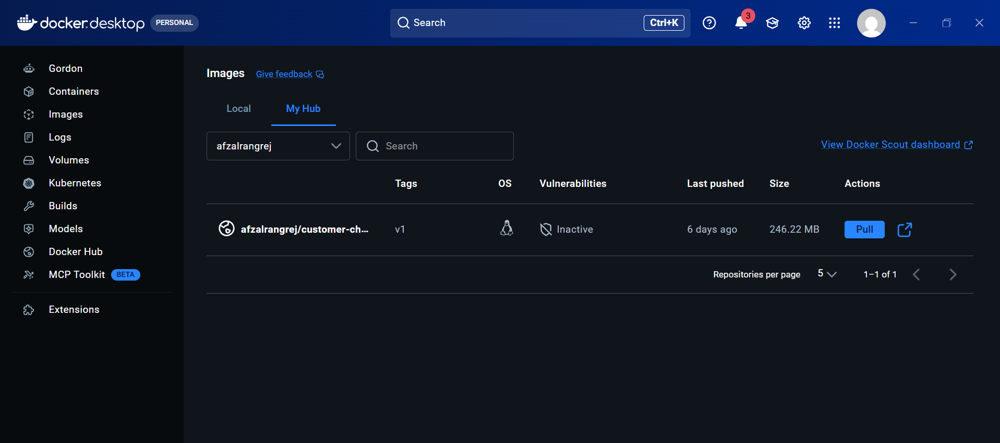 docker desktop PERSONAL
Search Ctrl+K
3
Gordon
Containers
Images
Logs
Volumes
Kubernetes
Builds
Models
Docker Hub
MCP Toolkit BETA
Extensions
Images Give feedback
Local My Hub
afzalrangrej Search View Docker Scout dashboard
Tags OS Vulnerabilities Last pushed Size Actions
afzalrangrej/customer-ch... v1 Inactive 6 days ago 246.22 MB Pull
Repositories per page 5 1–1 of 1